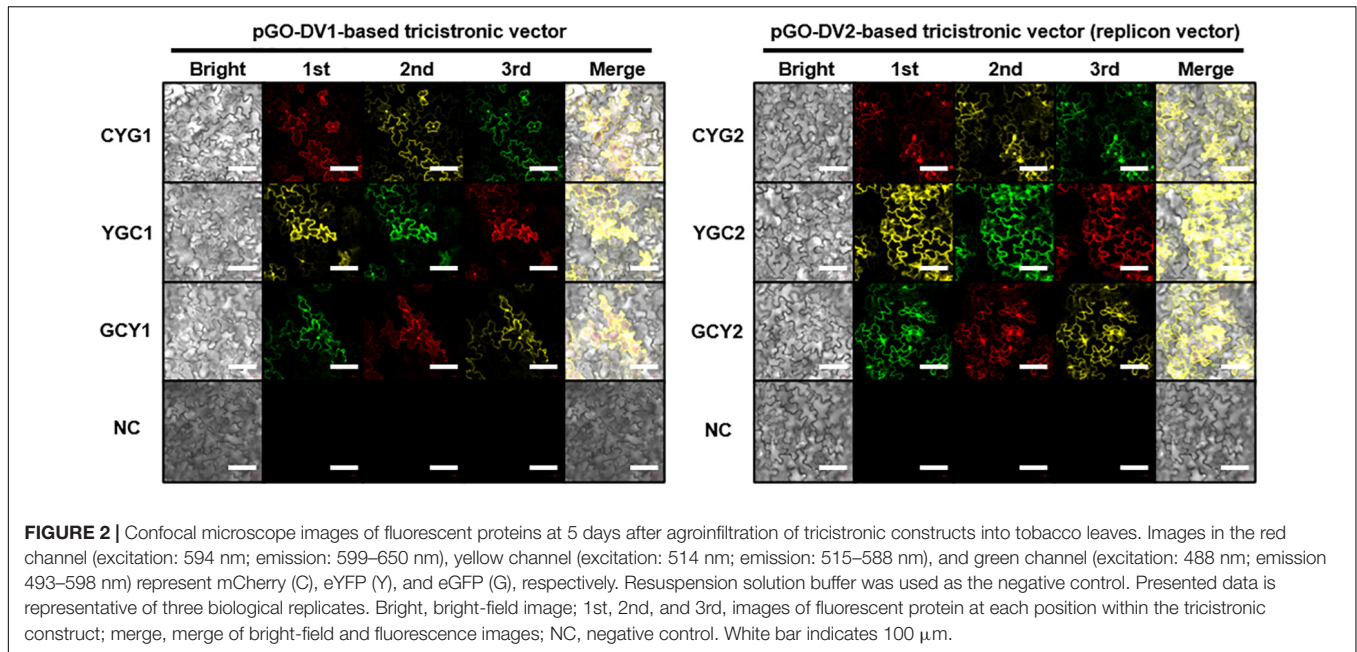 pGO-DV1-based tricistronic vector
Bright 1st 2nd 3rd Merge
CYG1
YGC1
GCY1
NC
pGO-DV2-based tricistronic vector (replicon vector)
Bright 1st 2nd 3rd Merge
CYG2
YGC2
GCY2
NC
FIGURE 2 | Confocal microscope images of fluorescent proteins at 5 days after agroinfiltration of tricistronic constructs into tobacco leaves. Images in the red
channel (excitation: 594 nm; emission: 599–650 nm), yellow channel (excitation: 514 nm; emission: 515–588 nm), and green channel (excitation: 488 nm; emission
493–598 nm) represent mCherry (C), eYFP (Y), and eGFP (G), respectively. Resuspension solution buffer was used as the negative control. Presented data is
representative of three biological replicates. Bright, bright-field image; 1st, 2nd, and 3rd, images of fluorescent protein at each position within the tricistronic
construct; merge, merge of bright-field and fluorescence images; NC, negative control. White bar indicates 100 μm.